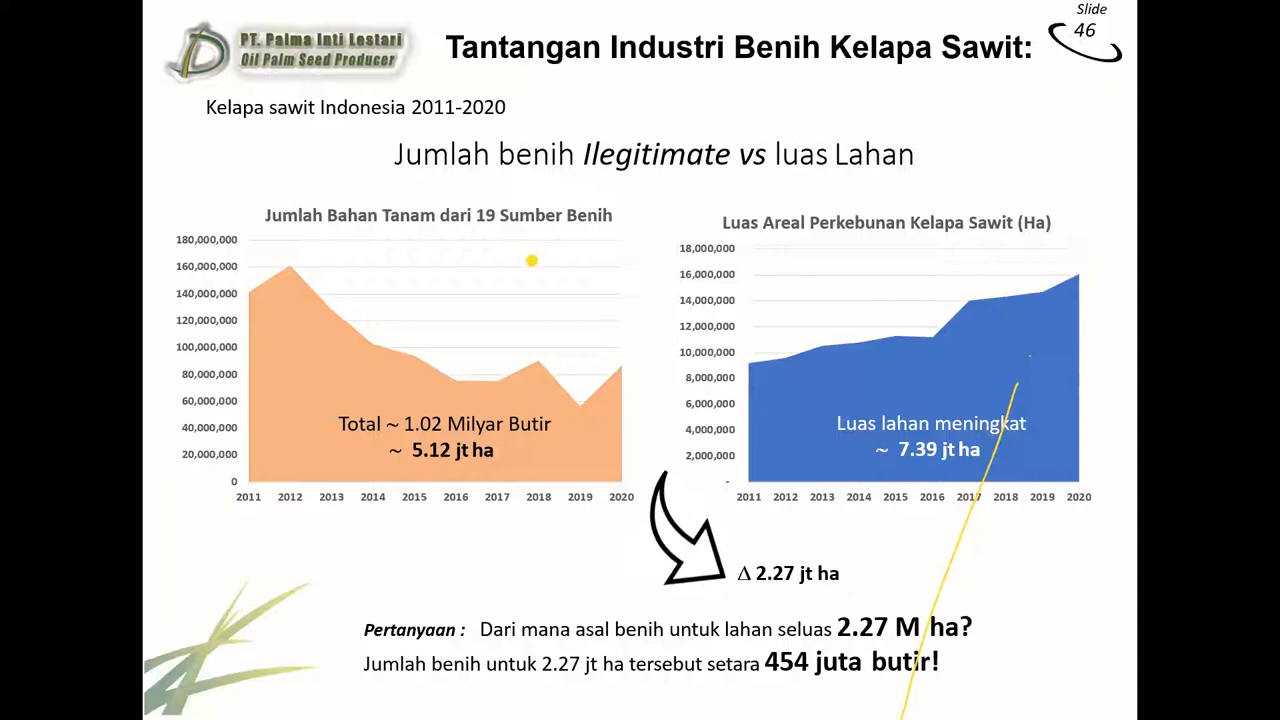 PT. Palma Inti Lestari
Oil Palm Seed Producer
Tantangan Industri Benih Kelapa Sawit:
Slide
46
Kelapa sawit Indonesia 2011-2020
Jumlah benih Ilegitimate vs luas Lahan
Jumlah Bahan Tanam dari 19 Sumber Benih
180,000,000
160,000,000
140,000,000
120,000,000
100,000,000
80,000,000
60,000,000
40,000,000
20,000,000
0
Total ~ 1.02 Milyar Butir
~ 5.12 jt ha
2011 2012 2013 2014 2015 2016 2017 2018 2019 2020
Luas Areal Perkebunan Kelapa Sawit (Ha)
18,000,000
16,000,000
14,000,000
12,000,000
10,000,000
8,000,000
6,000,000
4,000,000
2,000,000
-
Luas lahan meningkat
~ 7.39 jt ha
2011 2012 2013 2014 2015 2016 2017 2018 2019 2020
Δ 2.27 jt ha
Pertanyaan : Dari mana asal benih untuk lahan seluas 2.27 M ha?
Jumlah benih untuk 2.27 jt ha tersebut setara 454 juta butir!